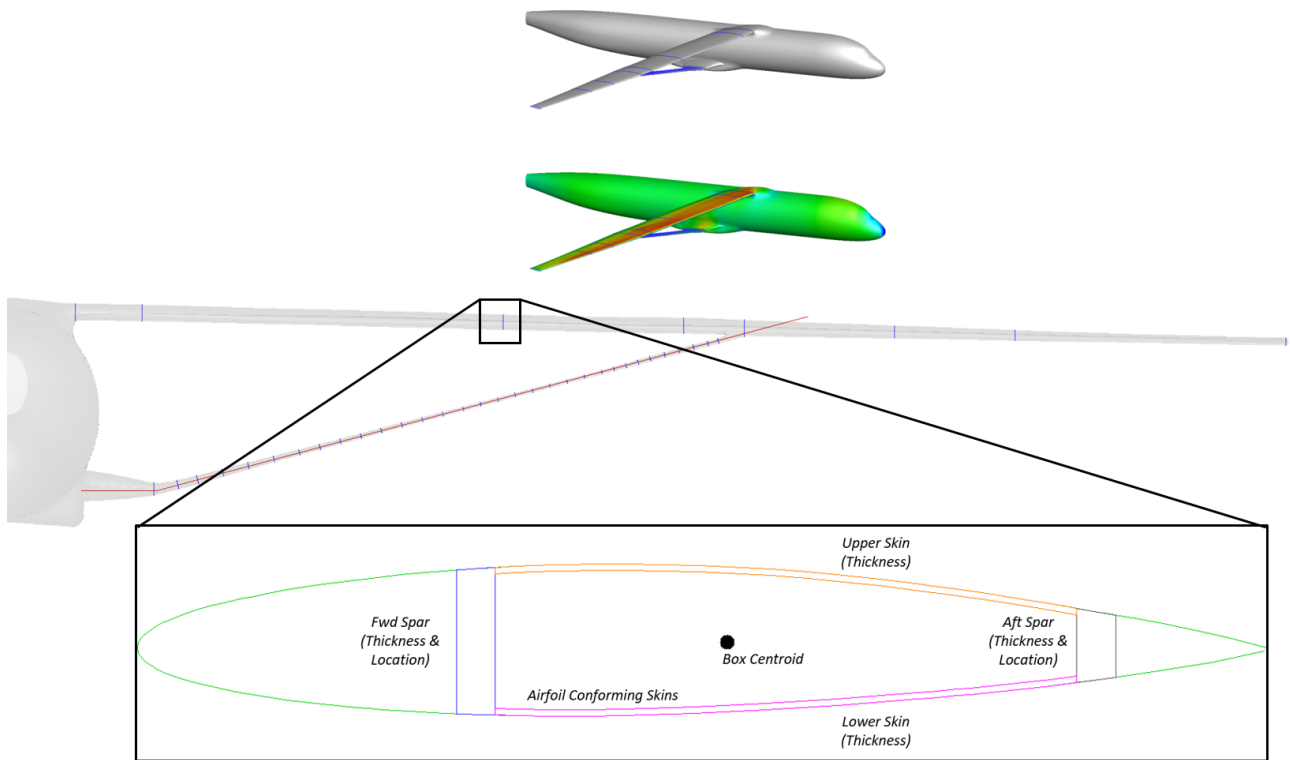 Upper Skin
(Thickness)
Fwd Spar
(Thickness &
Location)
Aft Spar
(Thickness &
Location)
Box Centroid
Airfoil Conforming Skins
Lower Skin
(Thickness)